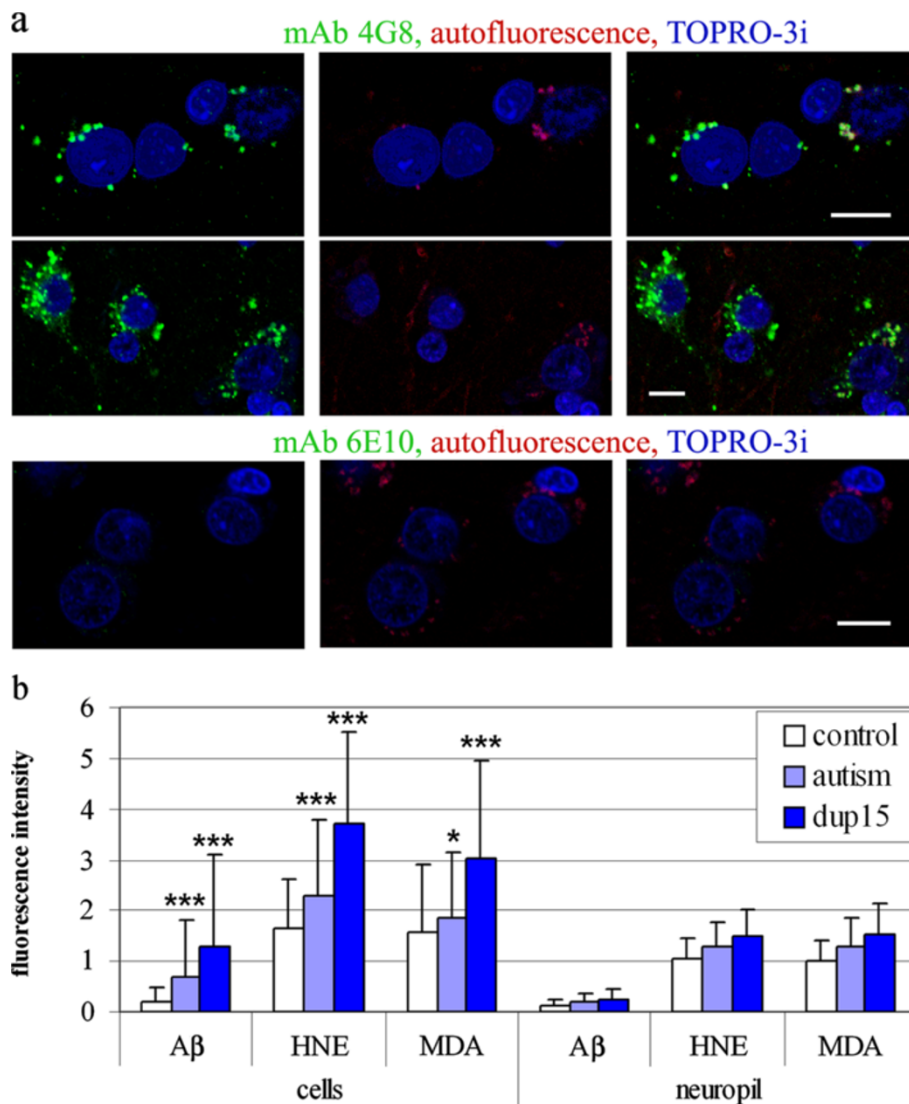 a
mAb 4G8, autofluorescence, TOPRO-3i
mAb 6E10, autofluorescence, TOPRO-3i
b
fluorescence intensity
6
5
4
3
2
1
0
***
***
***
***
*
***
control
autism
dup15
Aβ HNE MDA Aβ HNE MDA
cells neuropil